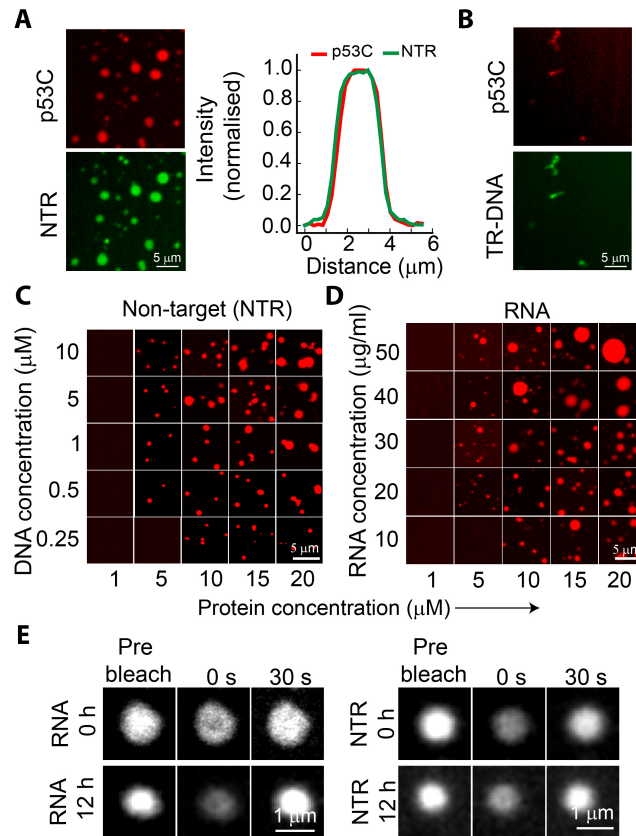 A
p53C
NTR
5 µm
p53C NTR
Intensity
(normalised)
1.0
0.8
0.6
0.4
0.2
0.0
0 2 4 6
Distance (µm)
B
p53C
TR-DNA
5 µm
C
Non-target (NTR)
DNA concentration (µM)
10
5
1
0.5
0.25
5 µm
1 5 10 15 20
D
RNA
RNA concentration (µg/ml)
50
40
30
20
10
5 µm
1 5 10 15 20
Protein concentration (µM)
E
Pre
bleach 0 s 30 s
RNA
0 h
RNA
12 h
1 µm
Pre
bleach 0 s 30 s
NTR
0 h
NTR
12 h
1 µm